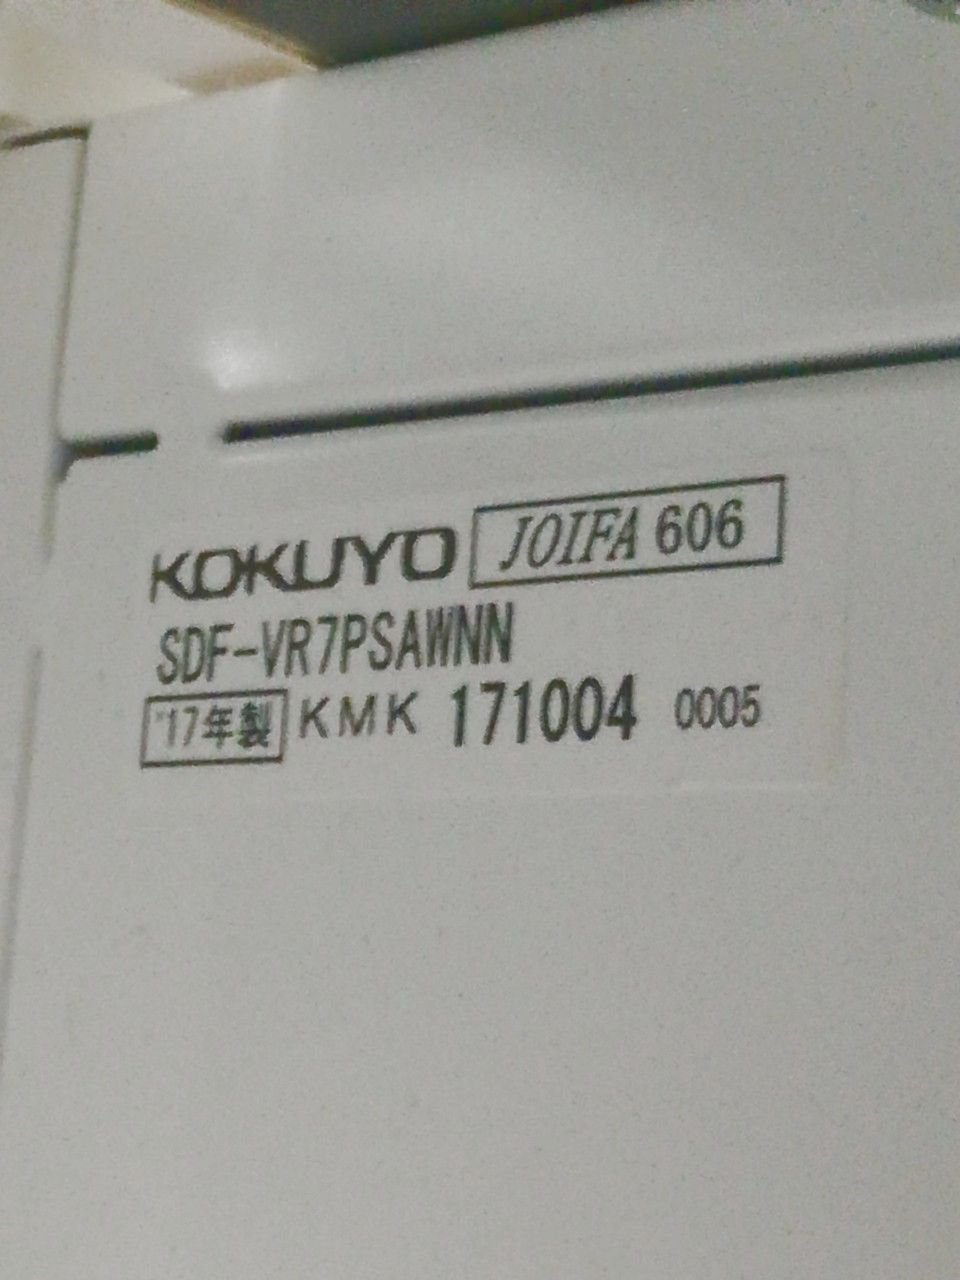 KOKUYO JOIFA 606
SDF-VR7PSAWNN
'17年製 KMK 171004 0005